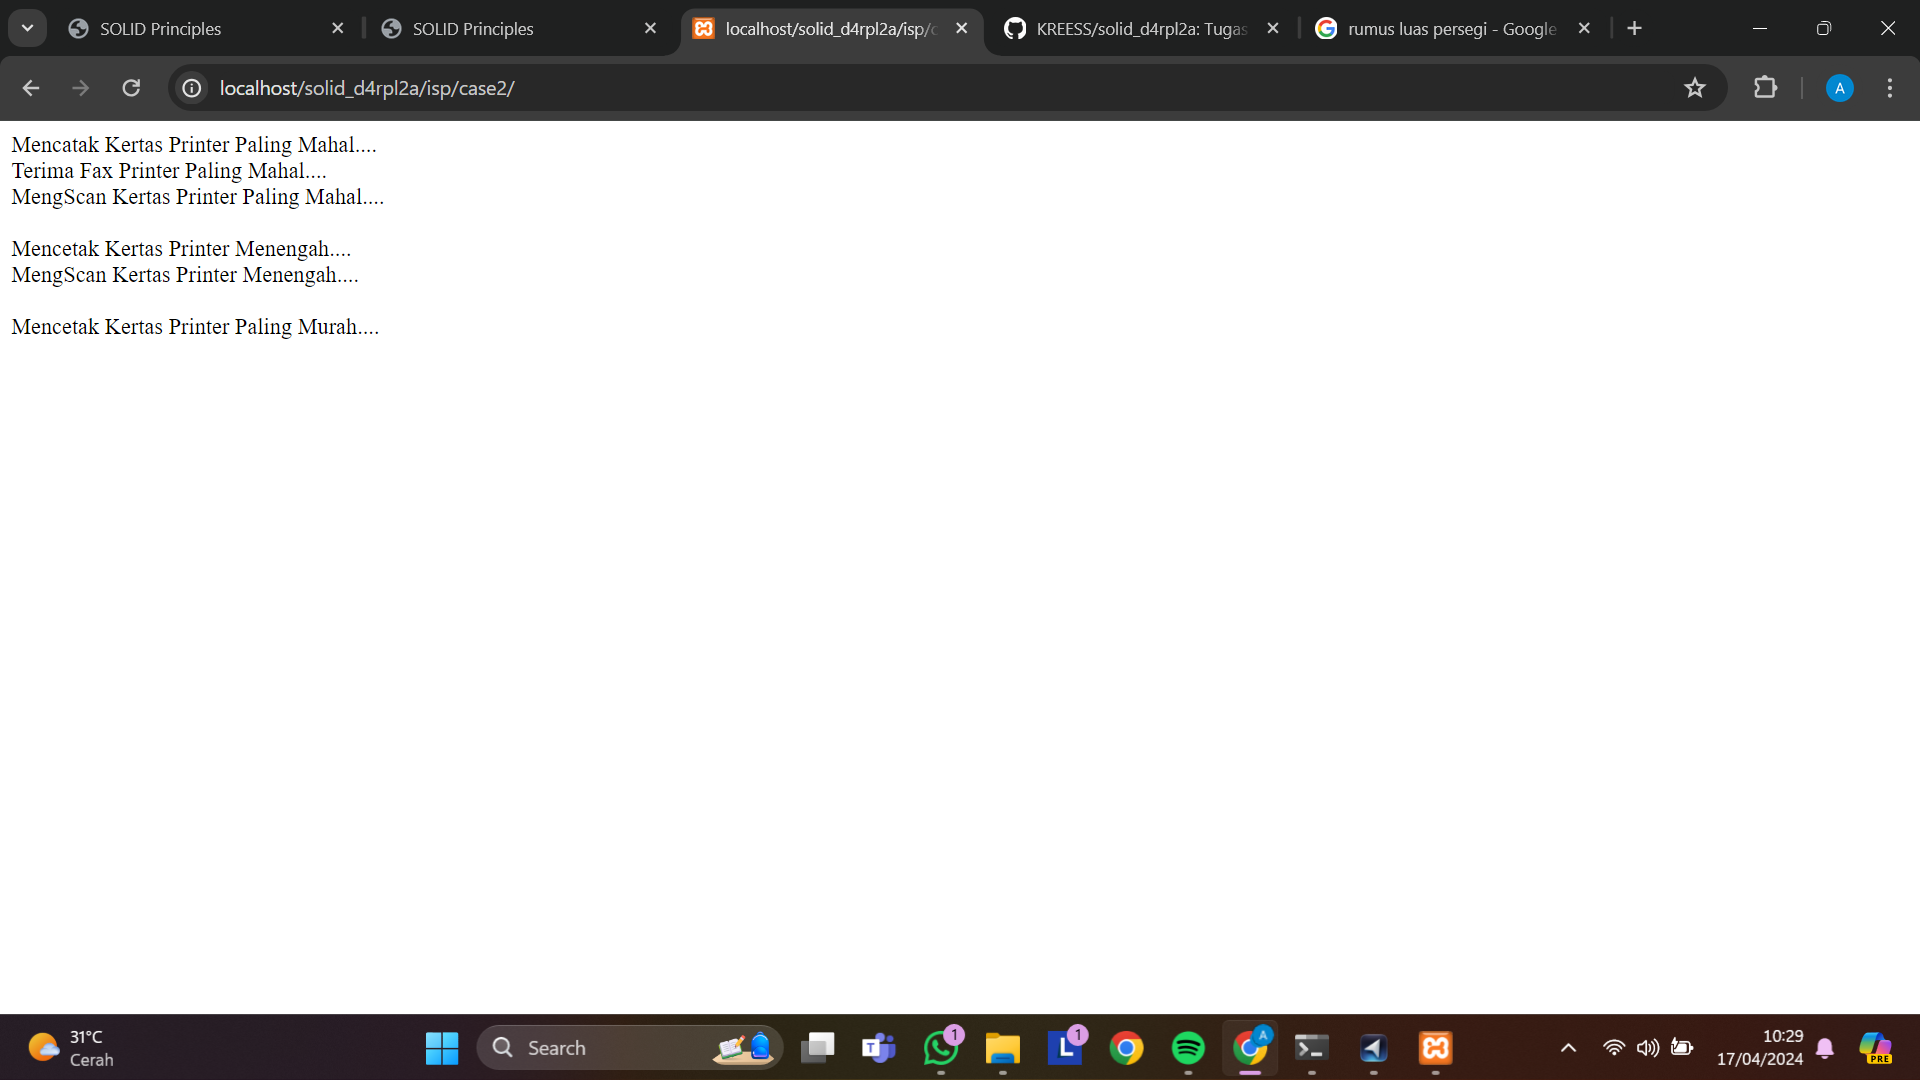 SOLID Principles
SOLID Principles
localhost/solid_d4rpl2a/isp/c
KREESS/solid_d4rpl2a: Tugas
rumus luas persegi - Google
localhost/solid_d4rpl2a/isp/case2/
A
Mencatak Kertas Printer Paling Mahal....
Terima Fax Printer Paling Mahal....
MengScan Kertas Printer Paling Mahal....
Mencetak Kertas Printer Menengah....
MengScan Kertas Printer Menengah....
Mencetak Kertas Printer Paling Murah....
31°C
Cerah
Search
T
1
L
1
A
10:29
17/04/2024
PRE